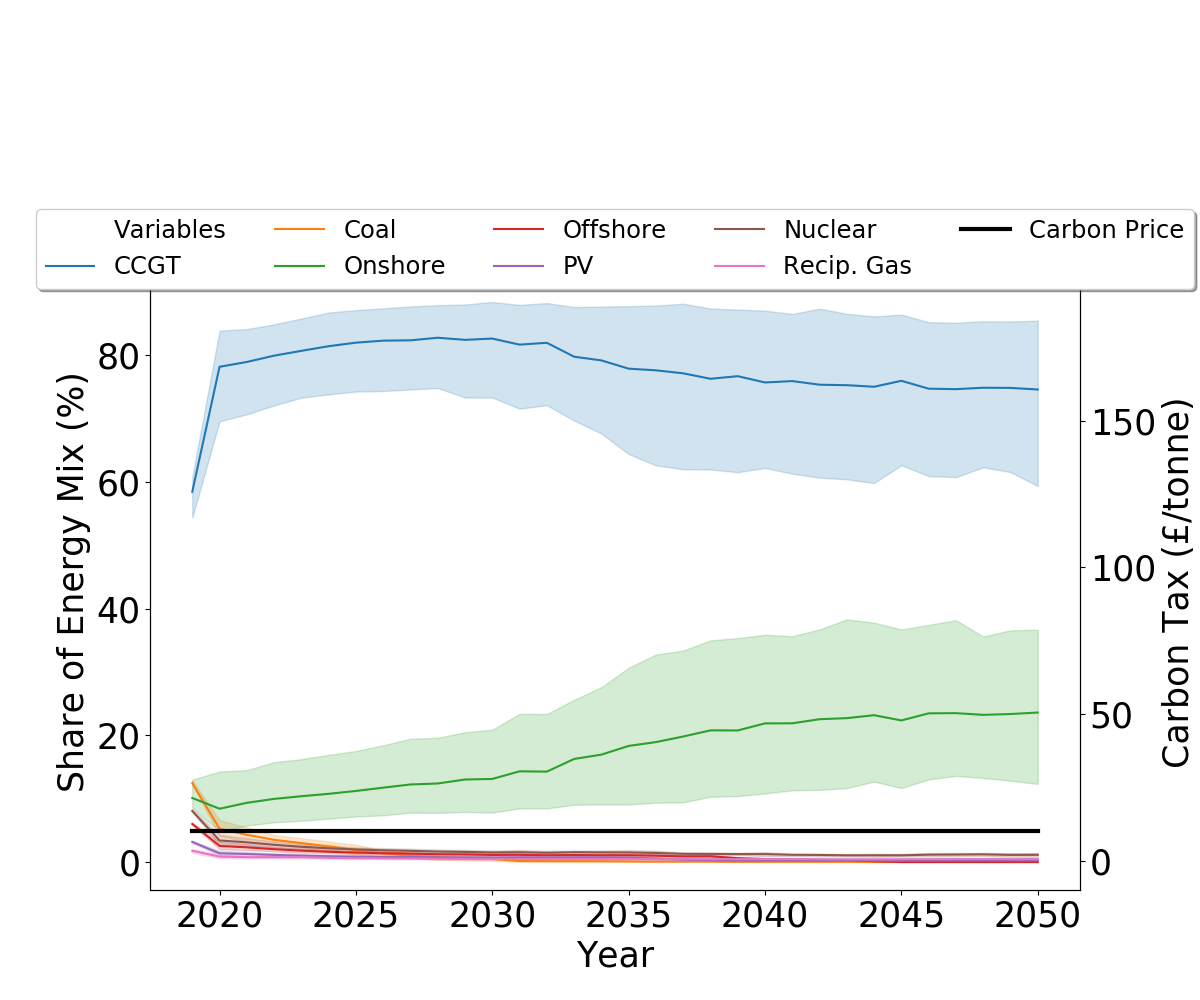 Variables Coal Offshore Nuclear Carbon Price
CCGT Onshore PV Recip. Gas
80
60
40
20
0
Share of Energy Mix (%)
150
100
50
0
Carbon Tax (£/tonne)
2020 2025 2030 2035 2040 2045 2050
Year